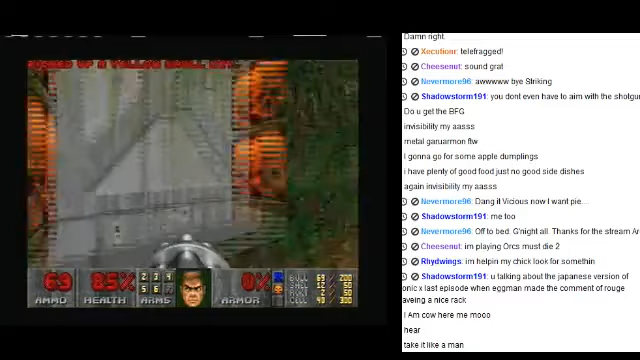 PICKED UP A YELLOW SKULL KEY.
69
85%
2 3 4
5 6
0%
AMMO
HEALTH
ARMS
ARMOR
BULL 69 / 200
SHEL 12 / 50
RCKT 2 / 50
CELL 40 / 300
Damn right.
Xecutionr: telefragged!
Cheesenut: sound grat
Nevermore96: awwwww bye Striking
Shadowstorm191: you dont even have to aim with the shotgu
Do u get the BFG
invisibility my aasss
metal garuarmon ftw
I gonna go for some apple dumplings
i have plenty of good food just no good side dishes
again invisibility my aasss
Nevermore96: Dang it Vicious now I want pie...
Shadowstorm191: me too
Nevermore96: Off to bed. G'night all. Thanks for the stream Ar
Cheesenut: im playing Orcs must die 2
Rhydwings: im helpin my chick look for somethin
Shadowstorm191: u talking about the japanese version of
onic x last episode when eggman made the comment of rouge
aveing a nice rack
I Am cow here me mooo
hear
take it like a man